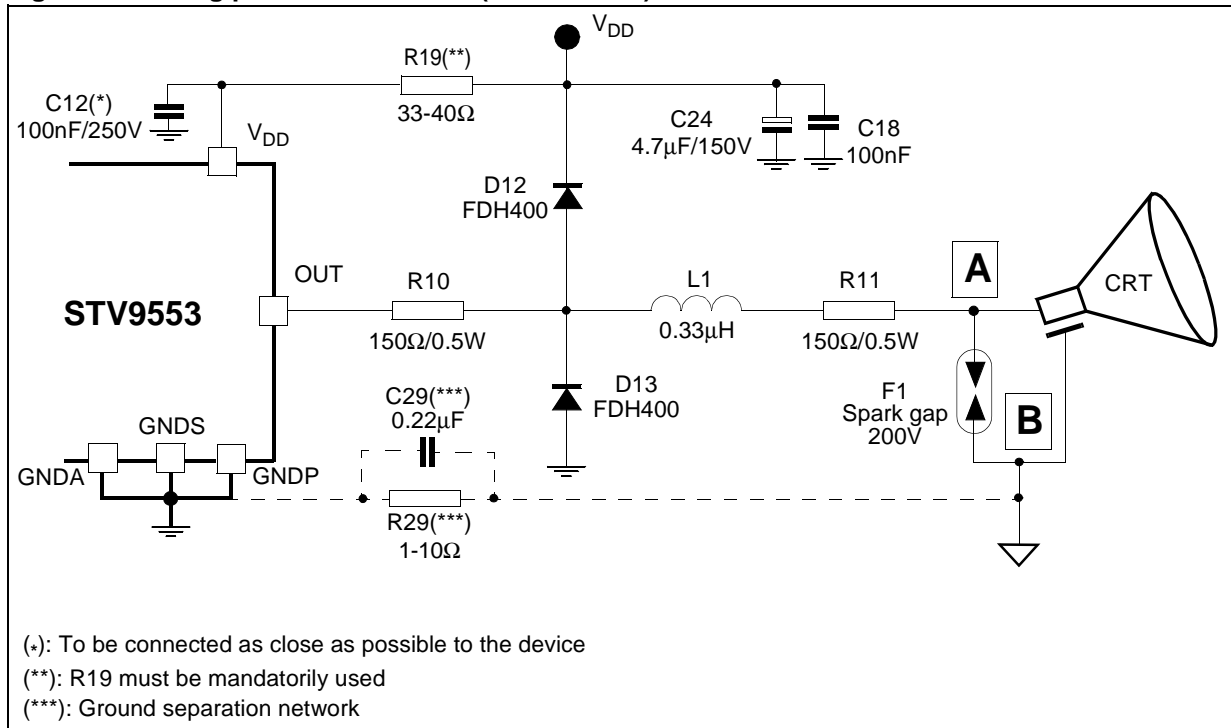 V_DD
R19(**)
33-40Ω
C12(*)
100nF/250V
V_DD
C24
4.7μF/150V
C18
100nF
D12
FDH400
OUT
R10
150Ω/0.5W
L1
0.33μH
R11
150Ω/0.5W
A
CRT
STV9553
D13
FDH400
C29(***)
0.22μF
F1
Spark gap
200V
B
GNDS
GNDA
GNDP
R29(***)
1-10Ω
(*): To be connected as close as possible to the device
(**): R19 must be mandatorily used
(***): Ground separation network